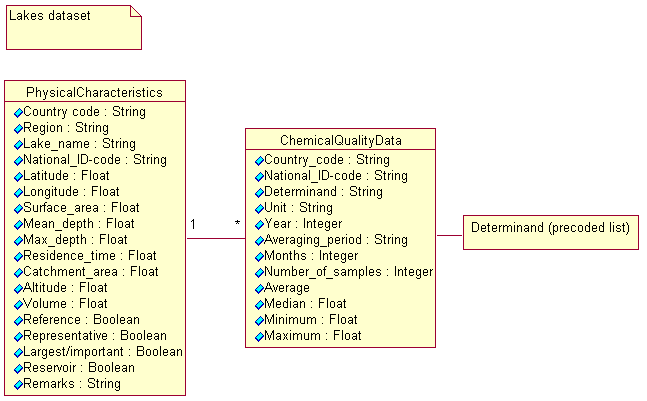 Lakes dataset
PhysicalCharacteristics
Country code : String
Region : String
Lake_name : String
National_ID-code : String
Latitude : Float
Longitude : Float
Surface_area : Float
Mean_depth : Float
Max_depth : Float
Residence_time : Float
Catchment_area : Float
Altitude : Float
Volume : Float
Reference : Boolean
Representative : Boolean
Largest/important : Boolean
Reservoir : Boolean
Remarks : String
1
*
ChemicalQualityData
Country_code : String
National_ID-code : String
Determinand : String
Unit : String
Year : Integer
Averaging_period : String
Months : Integer
Number_of_samples : Integer
Average
Median : Float
Minimum : Float
Maximum : Float
Determinand (precoded list)